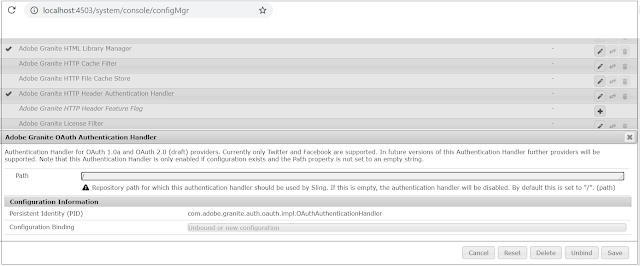 localhost:4503/system/console/configMgr
Adobe Granite HTML Library Manager -
Adobe Granite HTTP Cache Filter -
Adobe Granite HTTP File Cache Store -
Adobe Granite HTTP Header Authentication Handler -
Adobe Granite HTTP Header Feature Flag
Adobe Granite License Filter -
Adobe Granite OAuth Authentication Handler
Authentication Handler for OAuth 1.0a and OAuth 2.0 (draft) providers. Currently only Twitter and Facebook are supported. In future versions of this Authentication Handler further providers will be
supported. Note that this Authentication Handler is only enabled if configuration exists and the Path property is not set to an empty string.
Path /
Repository path for which this authentication handler should be used by Sling. If this is empty, the authentication handler will be disabled. By default this is set to "/". (path)
Configuration Information
Persistent Identity (PID) com.adobe.granite.auth.oauth.impl.OAuthAuthenticationHandler
Configuration Binding Unbound or new configuration
Cancel Reset Delete Unbind Save